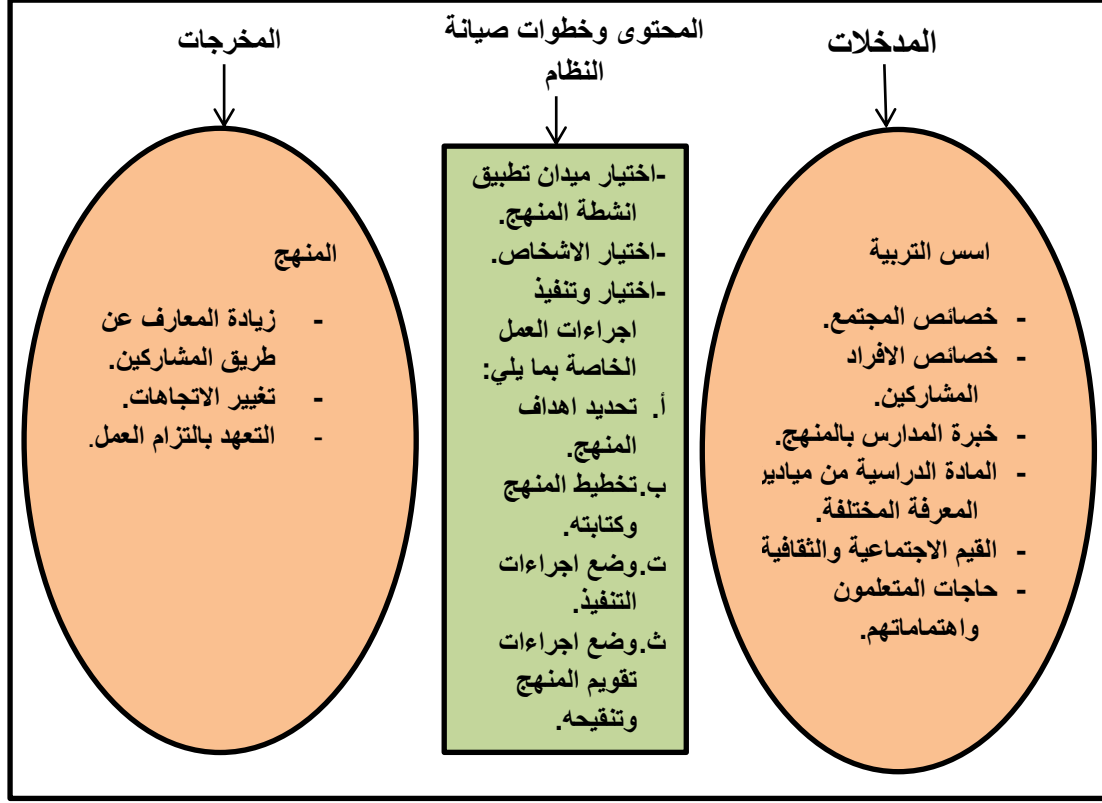 المدخلات
اسس التربية
- خصائص المجتمع.
- خصائص الافراد
المشاركين.
- خبرة المدارس بالمنهج.
- المادة الدراسية من ميادير
المعرفة المختلفة.
- القيم الاجتماعية والثقافية
- حاجات المتعلمون
واهتماماتهم.
المحتوى وخطوات صيانة
النظام
-اختيار ميدان تطبيق
انشطة المنهج.
-اختيار الاشخاص.
-اختيار وتنفيذ
اجراءات العمل
الخاصة بما يلي:
أ. تحديد اهداف
المنهج.
ب.تخطيط المنهج
وكتابته.
ت.وضع اجراءات
التنفيذ.
ث.وضع اجراءات
تقويم المنهج
وتنقيحه.
المخرجات
المنهج
- زيادة المعارف عن
طريق المشاركين.
- تغيير الاتجاهات.
- التعهد بالتزام العمل.